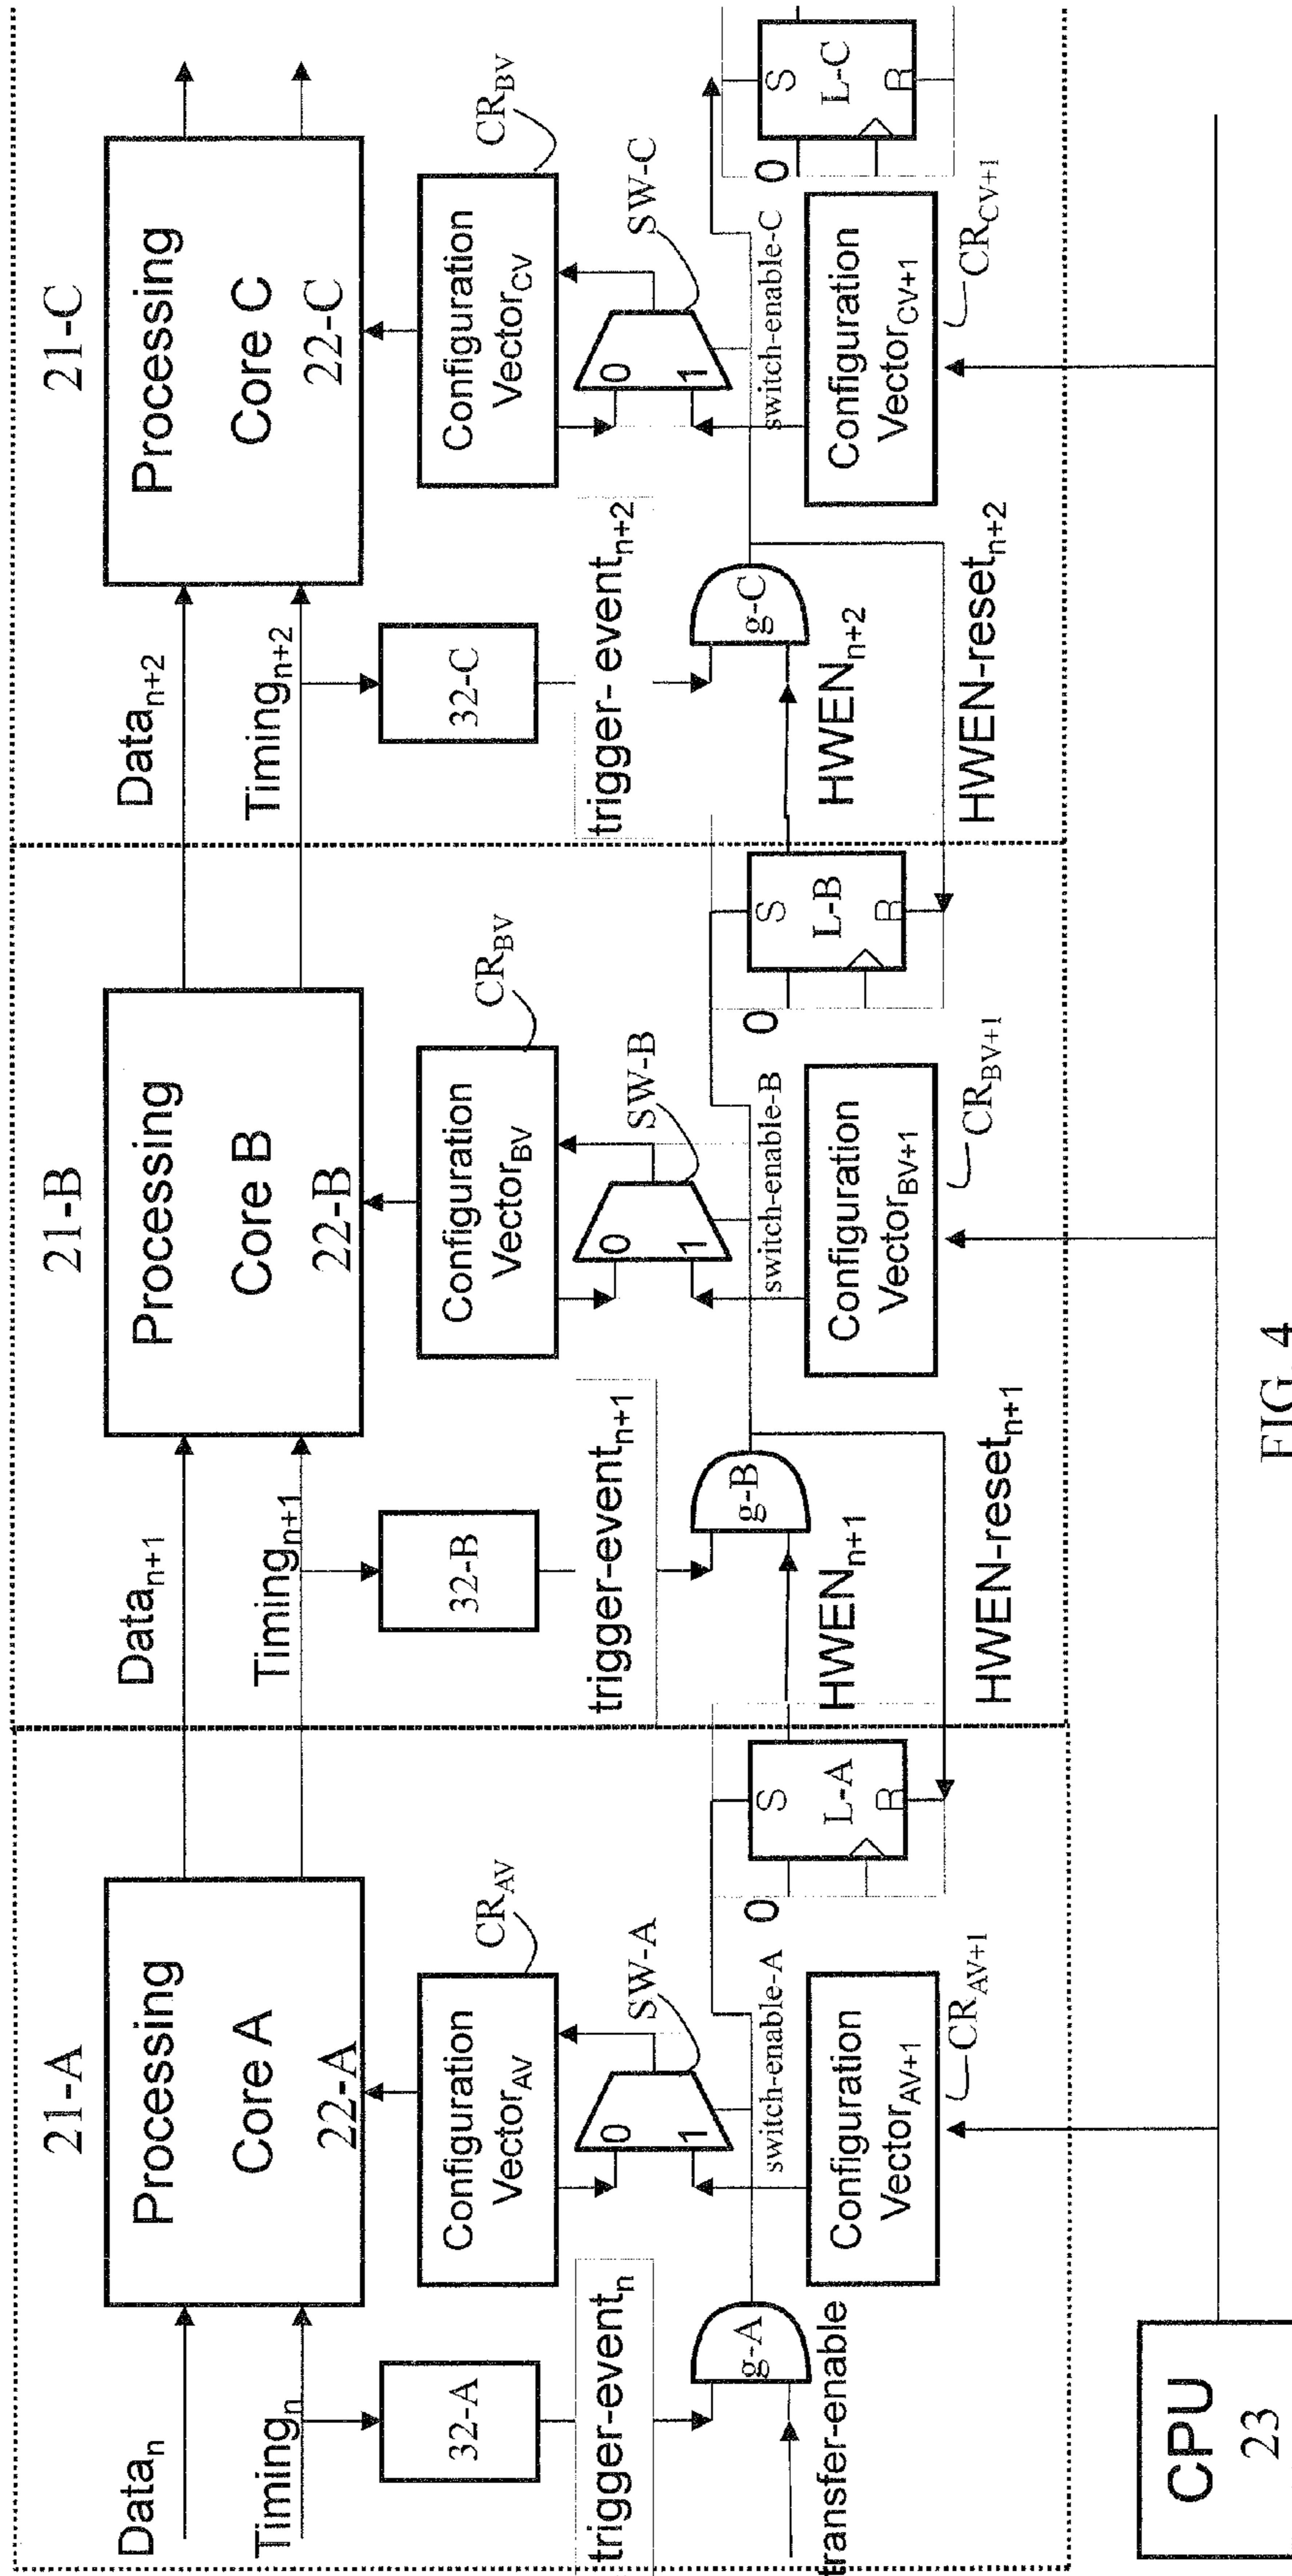 21-A
Data_n
Timing_n
Processing
Core A
22-A
32-A
trigger-event_n
Configuration
Vector_AV
CR_AV
0
1
SW-A
g-A
transfer-enable
switch-enable-A
Configuration
Vector_AV+1
CR_AV+1
0
S
L-A
R
21-B
Data_n+1
Timing_n+1
Processing
Core B
22-B
32-B
trigger-event_n+1
Configuration
Vector_BV
CR_BV
0
1
SW-B
g-B
HWEN_n+1
HWEN-reset_n+1
switch-enable-B
Configuration
Vector_BV+1
CR_BV+1
0
S
L-B
R
21-C
Data_n+2
Timing_n+2
Processing
Core C
22-C
32-C
trigger- event_n+2
Configuration
Vector_CV
CR_BV
0
1
SW-C
g-C
HWEN_n+2
HWEN-reset_n+2
switch-enable-C
Configuration
Vector_CV+1
CR_CV+1
0
S
L-C
R
CPU
23
FIG. 4